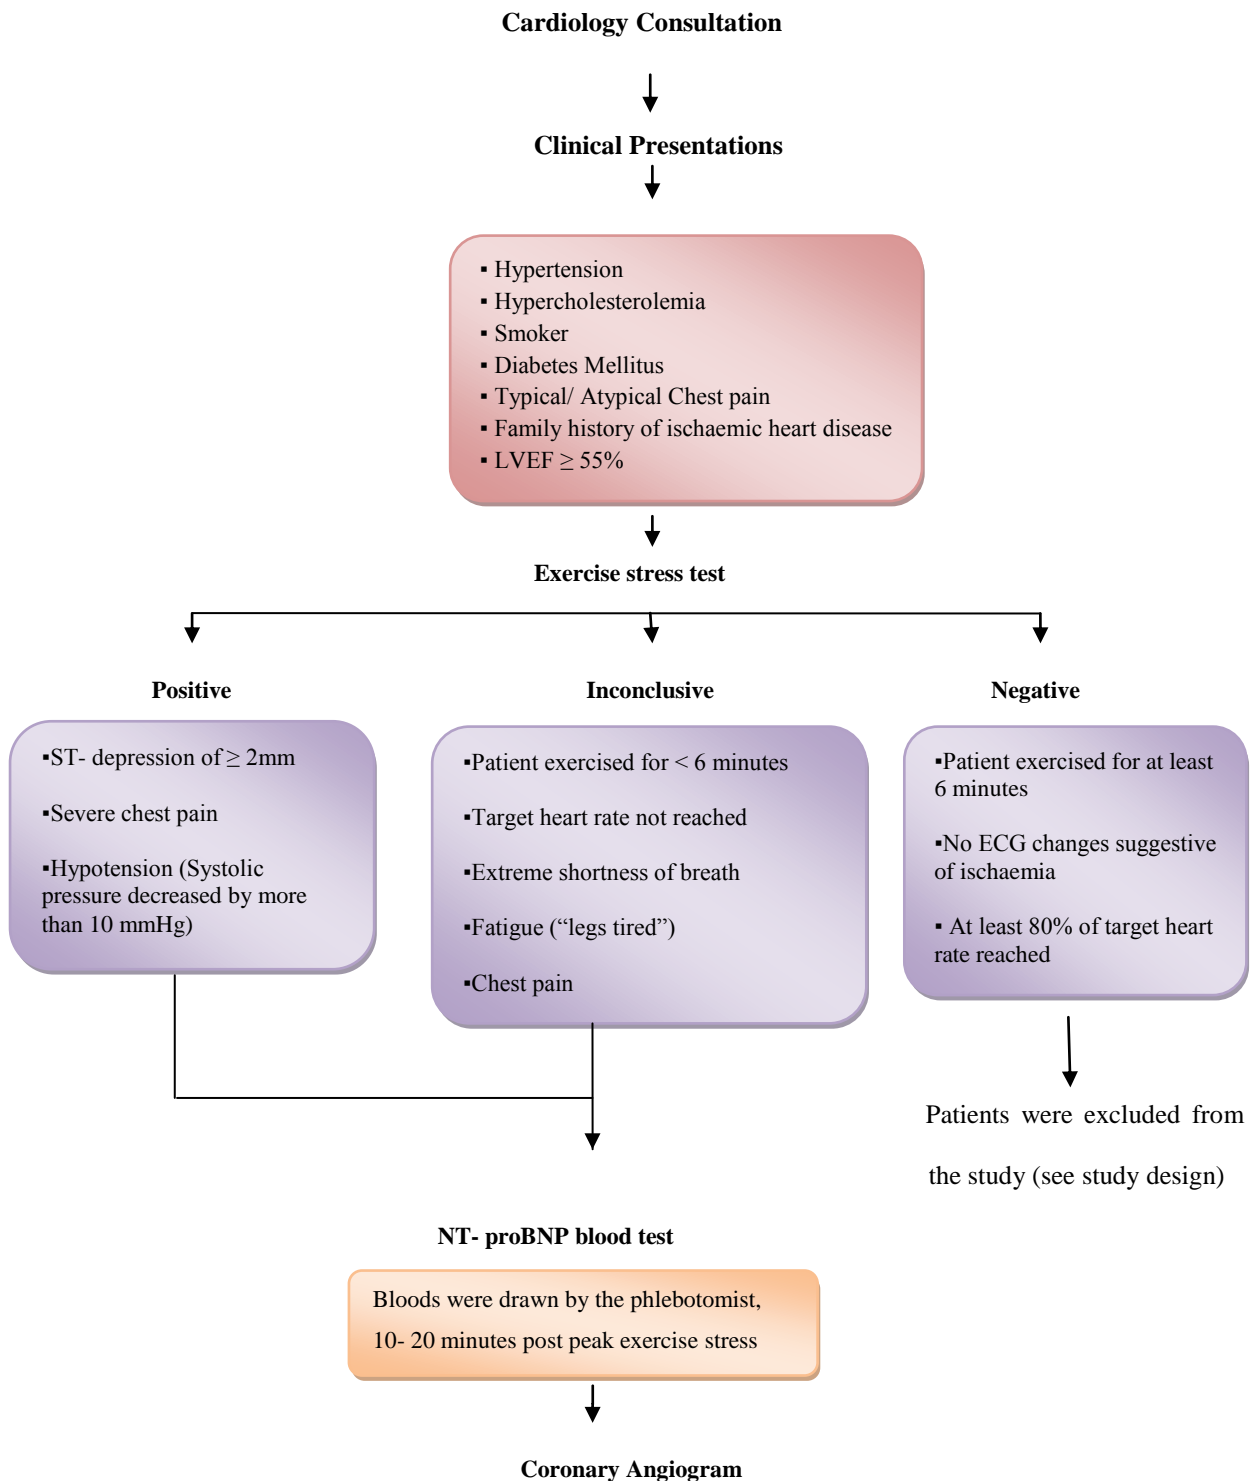 Cardiology Consultation
Clinical Presentations
▪ Hypertension
▪ Hypercholesterolemia
▪ Smoker
▪ Diabetes Mellitus
▪ Typical/ Atypical Chest pain
▪ Family history of ischaemic heart disease
▪ LVEF ≥ 55%
Exercise stress test
Positive
▪ST- depression of ≥ 2mm
▪Severe chest pain
▪Hypotension (Systolic
pressure decreased by more
than 10 mmHg)
Inconclusive
▪Patient exercised for < 6 minutes
▪Target heart rate not reached
▪Extreme shortness of breath
▪Fatigue (“legs tired”)
▪Chest pain
Negative
▪Patient exercised for at least
6 minutes
▪No ECG changes suggestive
of ischaemia
▪ At least 80% of target heart
rate reached
Patients were excluded from
the study (see study design)
NT- proBNP blood test
Bloods were drawn by the phlebotomist,
10- 20 minutes post peak exercise stress
Coronary Angiogram